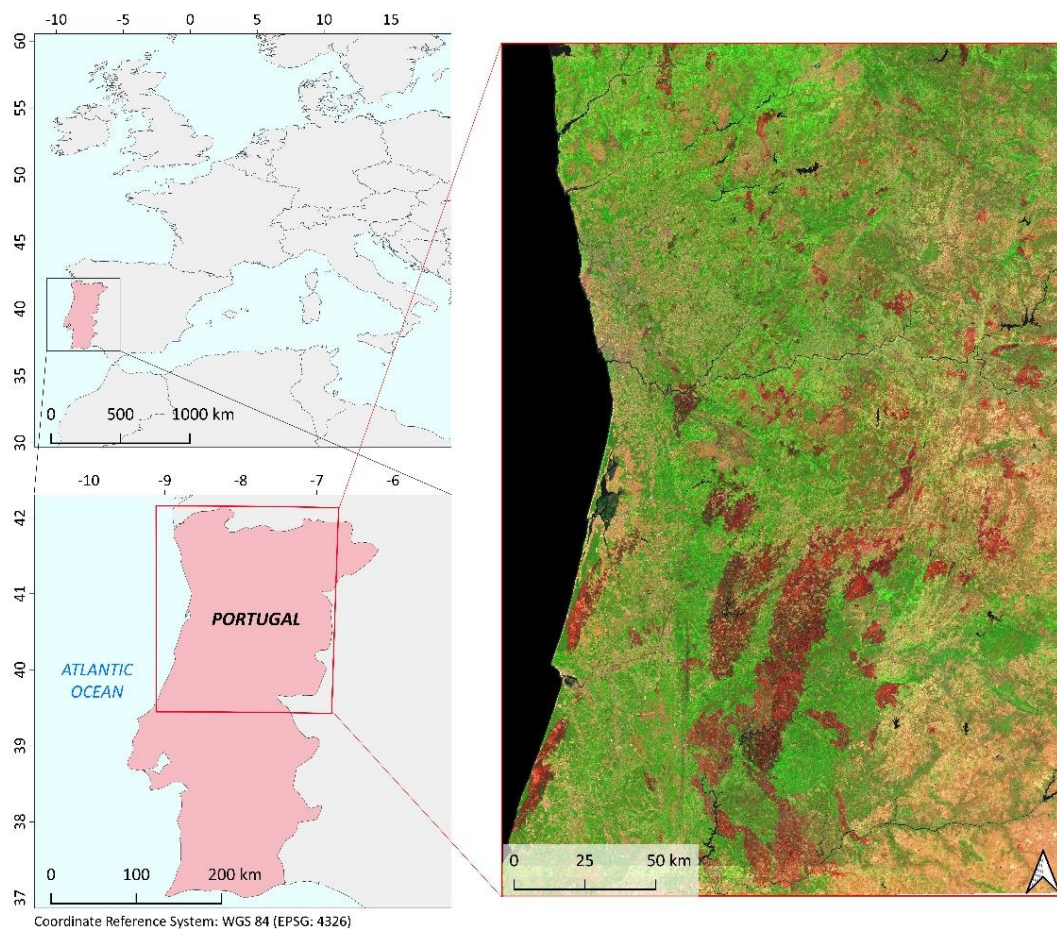 -10 -5 0 5 10 15
60
55
50
45
40
35
30
0 500 1000 km
-10 -9 -8 -7 -6
42
41
40
39
38
37
PORTUGAL
ATLANTIC
OCEAN
0 100 200 km
0 25 50 km
Coordinate Reference System: WGS 84 (EPSG: 4326)